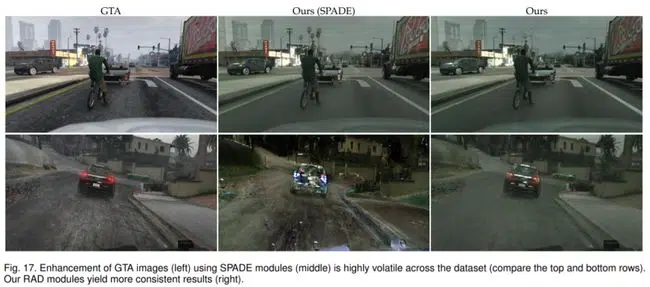 GTA
Ours (SPADE)
Ours
Fig. 17. Enhancement of GTA images (left) using SPADE modules (middle) is highly volatile across the dataset (compare the top and bottom rows).
Our RAD modules yield more consistent results (right).